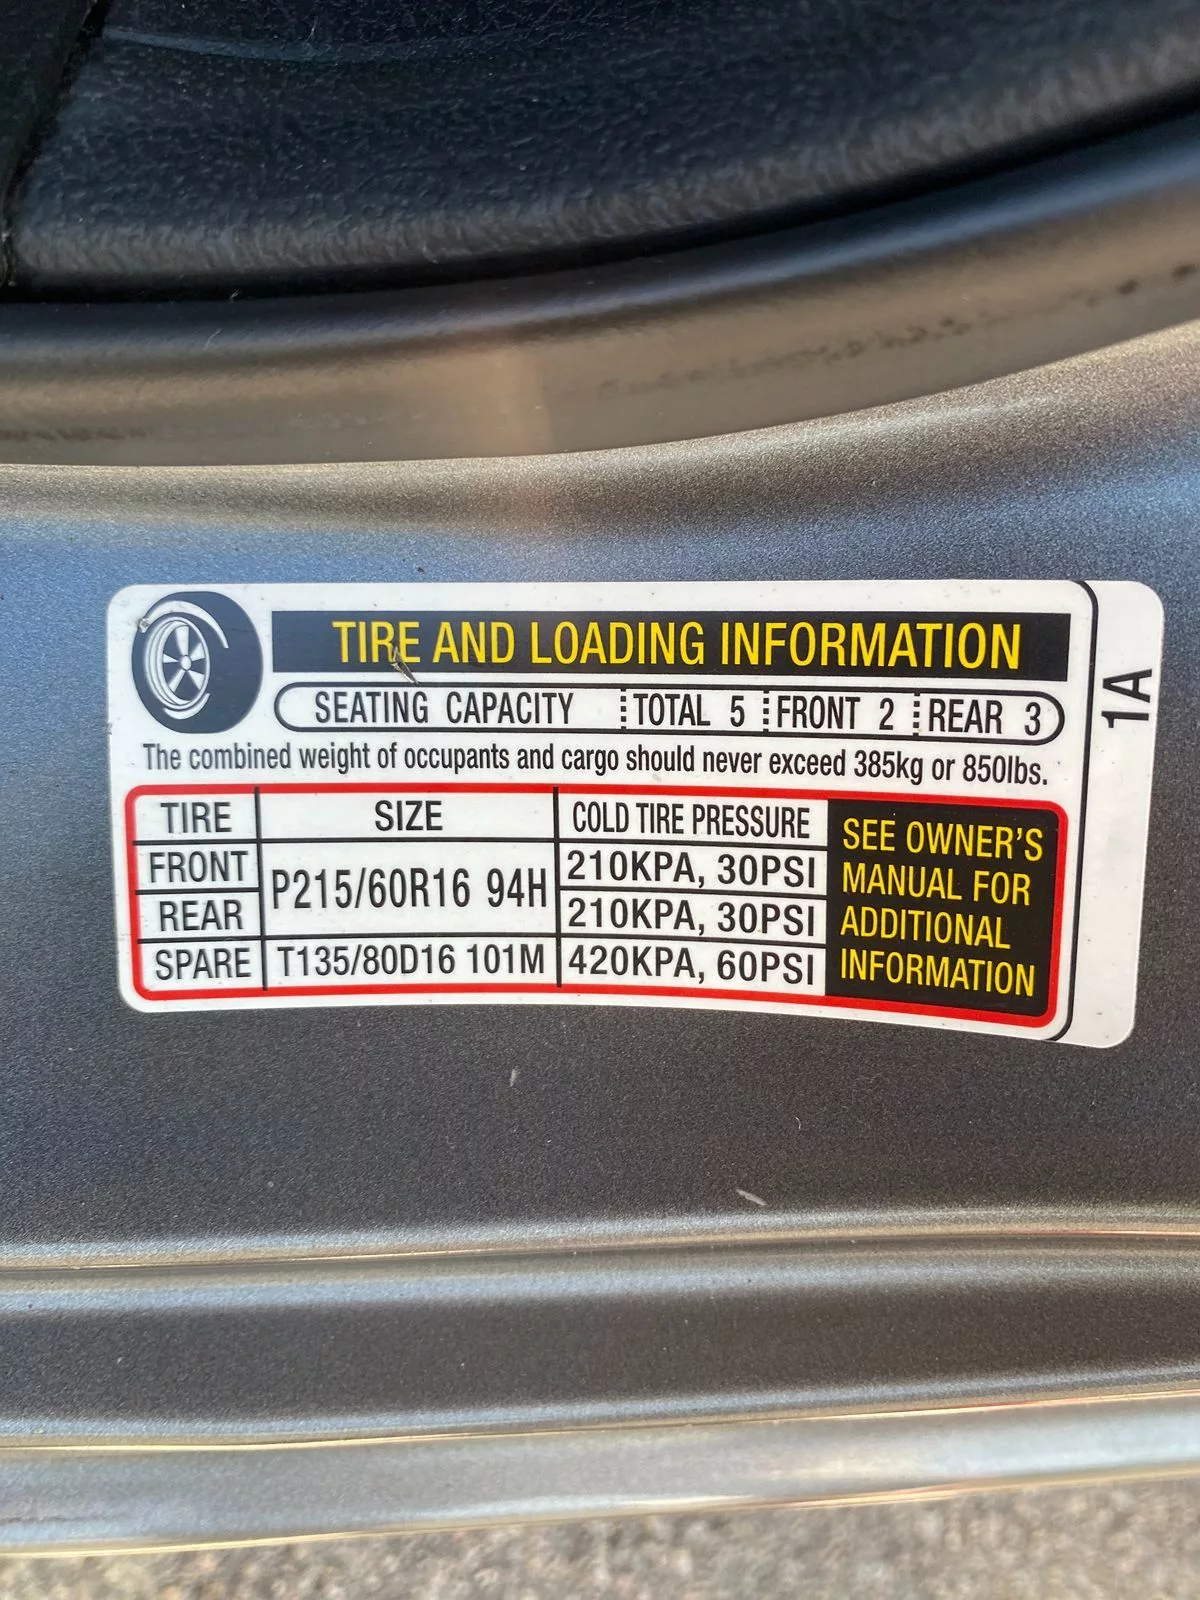 TIRE AND LOADING INFORMATION
SEATING CAPACITY TOTAL 5 FRONT 2 REAR 3
The combined weight of occupants and cargo should never exceed 385kg or 850lbs.
TIRE SIZE COLD TIRE PRESSURE
FRONT P215/60R16 94H 210KPA, 30PSI
REAR 210KPA, 30PSI
SPARE T135/80D16 101M 420KPA, 60PSI
SEE OWNER'S
MANUAL FOR
ADDITIONAL
INFORMATION
1A